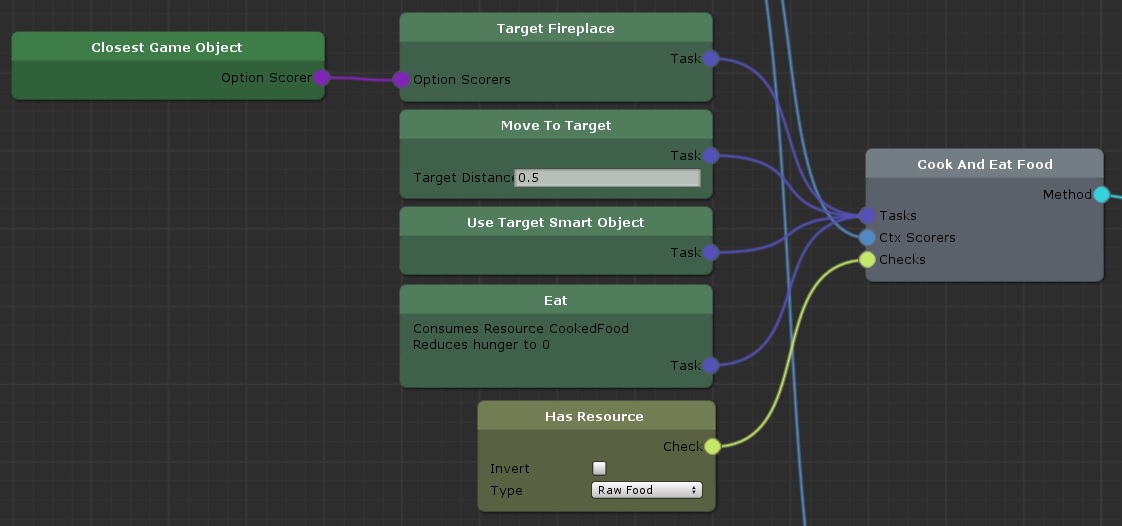 Closest Game Object
Option Scorer
Target Fireplace
Task
Option Scorers
Move To Target
Task
Target Distance 0.5
Use Target Smart Object
Task
Eat
Consumes Resource CookedFood
Reduces hunger to 0
Task
Has Resource
Check
Invert
Type Raw Food
Cook And Eat Food
Method
Tasks
Ctx Scorers
Checks